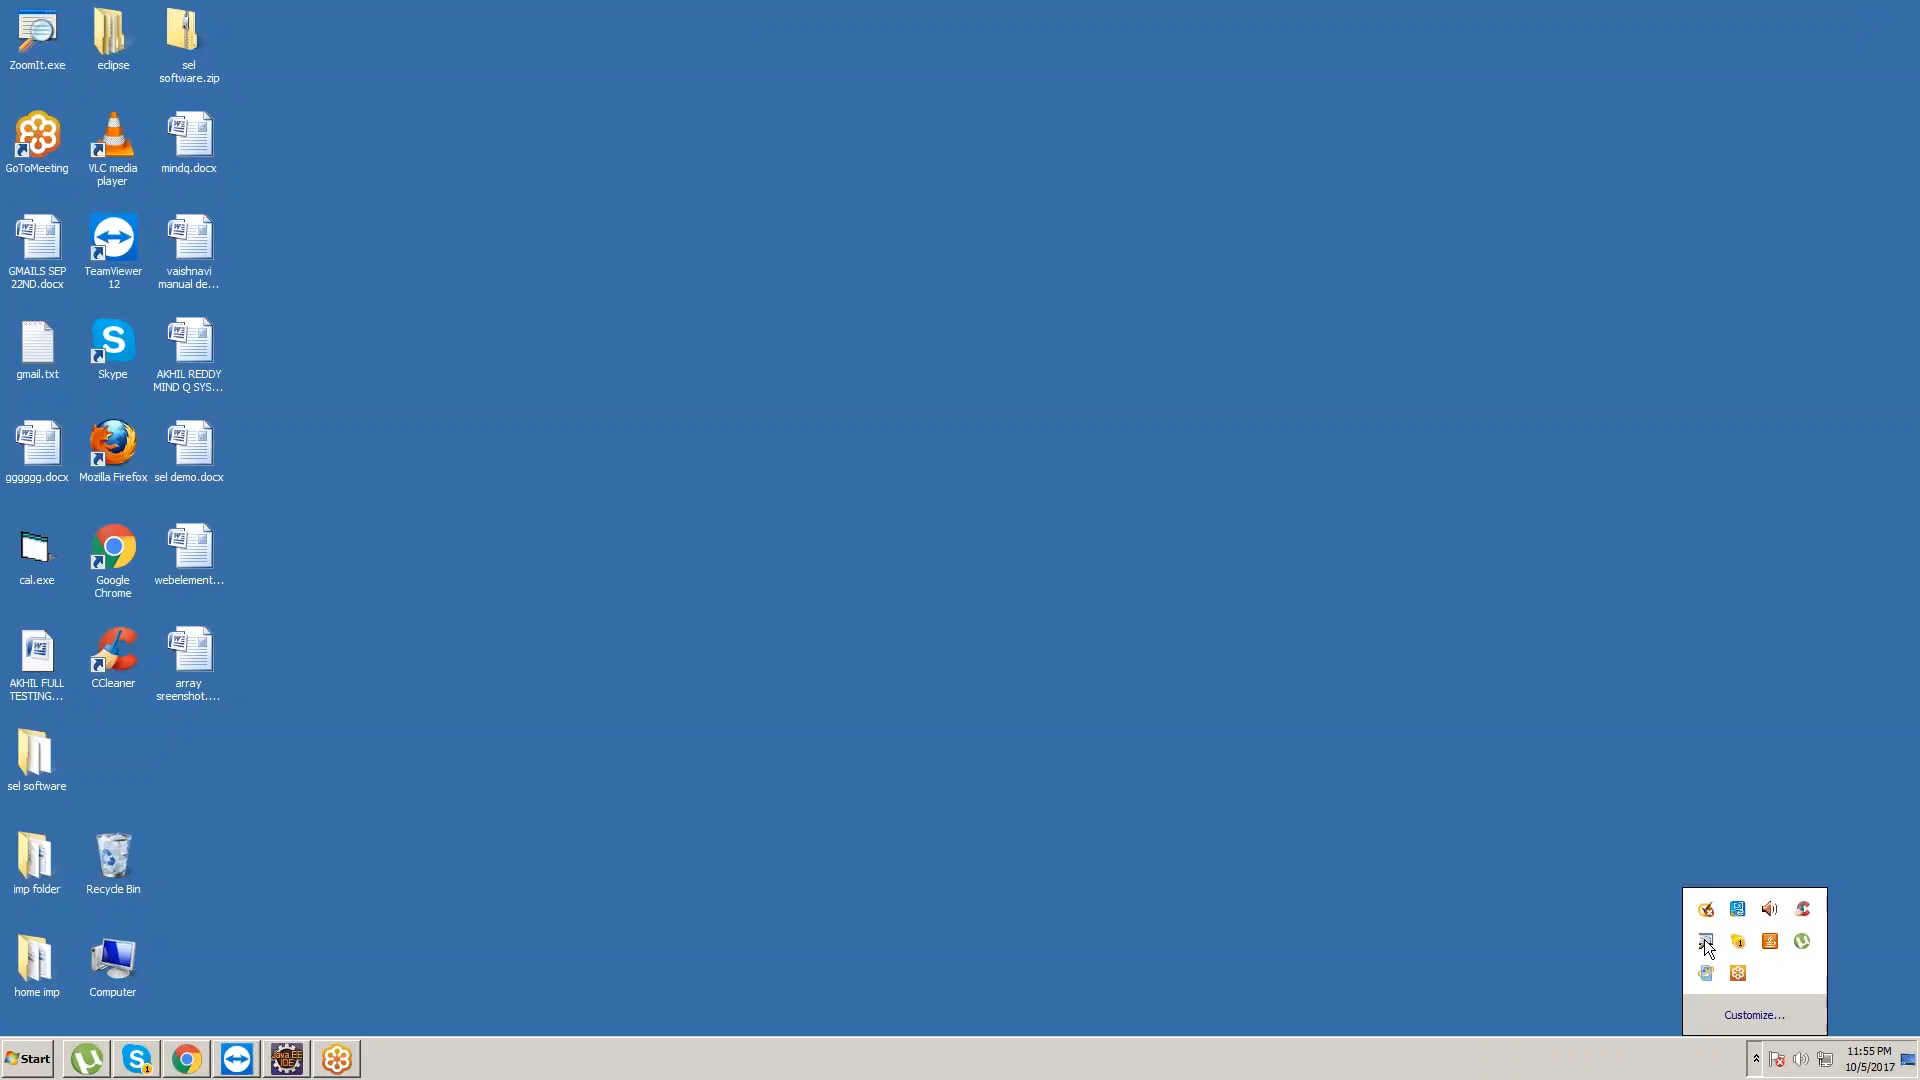 ZoomIt.exe
eclipse
sel
software.zip
GoToMeeting
VLC media
player
mindq.docx
GMAILS SEP
22ND.docx
TeamViewer
12
vaishnavi
manual de...
gmail.txt
Skype
AKHIL REDDY
MIND Q SYS...
gggggg.docx
Mozilla Firefox
sel demo.docx
cal.exe
Google
Chrome
webelement...
AKHIL FULL
TESTING...
CCleaner
array
sreenshot....
sel software
imp folder
Recycle Bin
home imp
Computer
Customize...
Start
Java EE
IDE
11:55 PM
10/5/2017